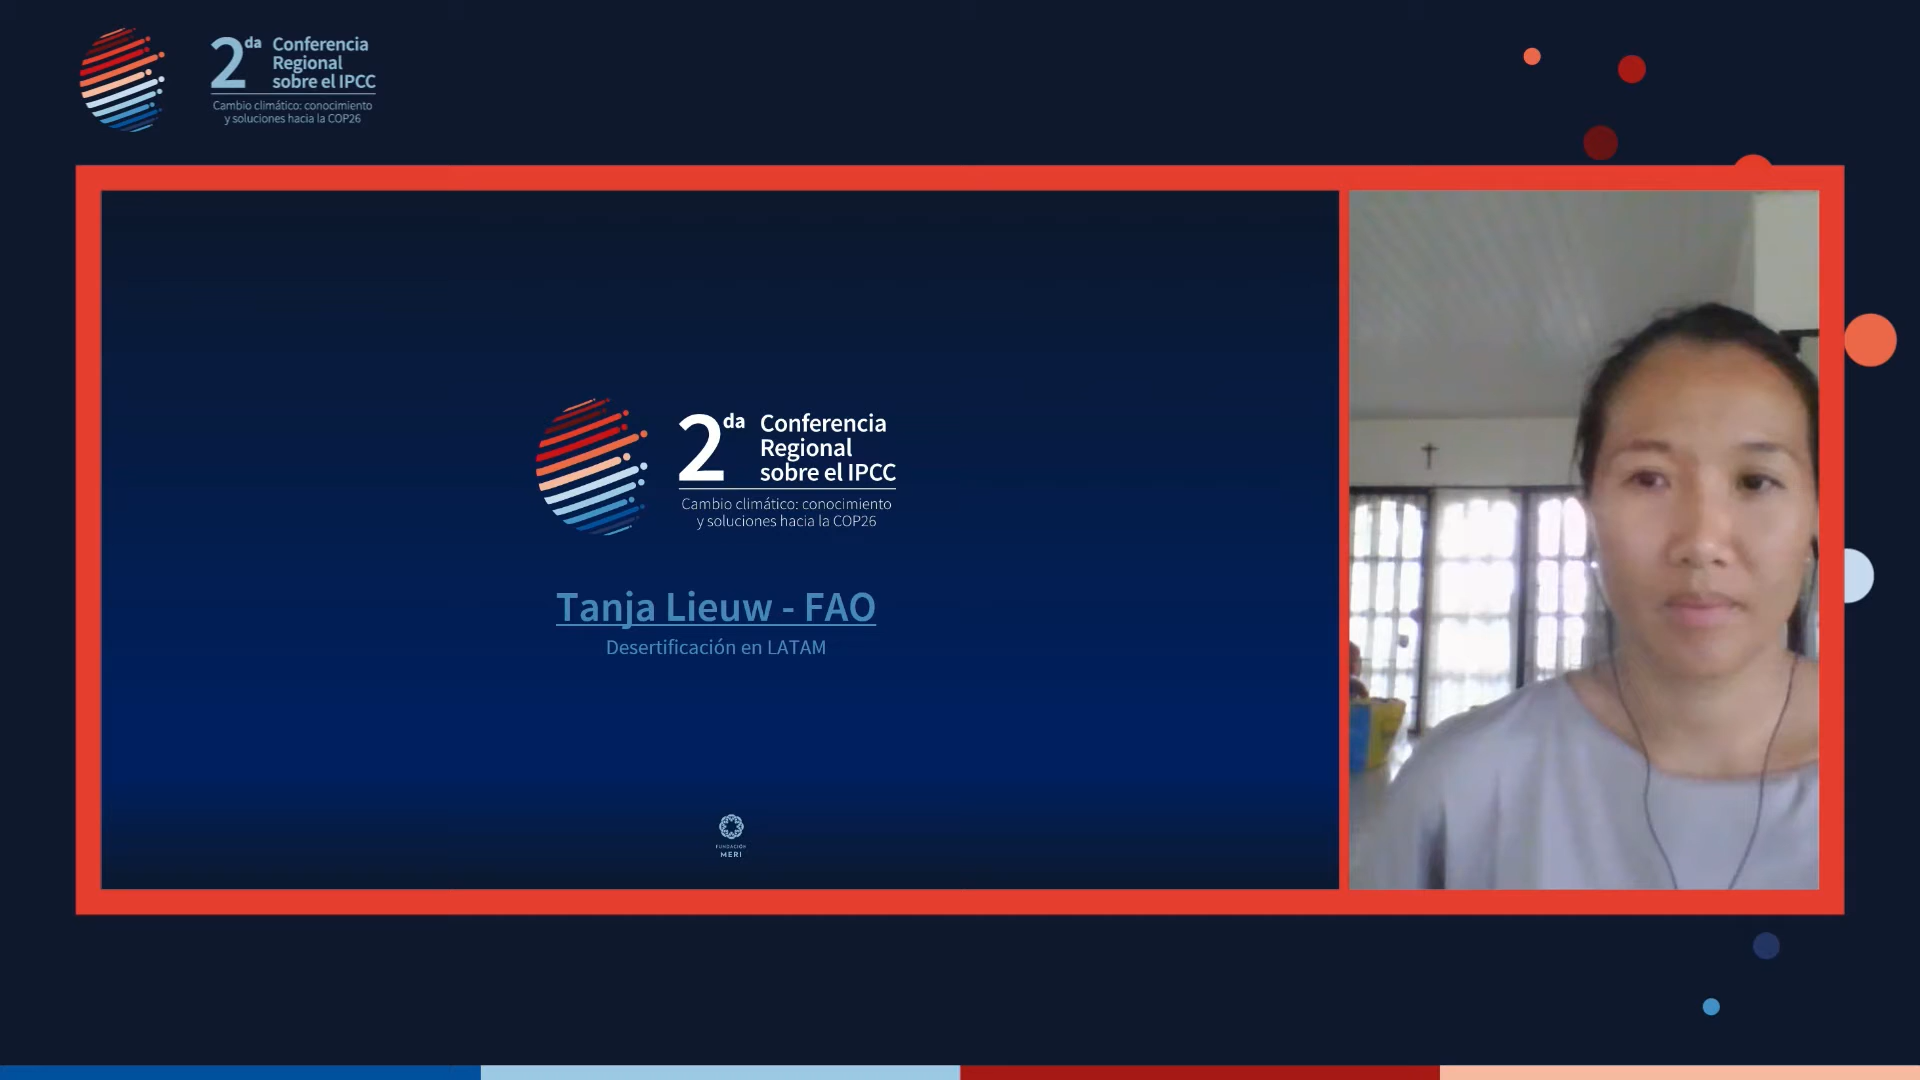 2da Conferencia
Regional
sobre el IPCC
Cambio climático: conocimiento
y soluciones hacia la COP26
2da Conferencia
Regional
sobre el IPCC
Cambio climático: conocimiento
y soluciones hacia la COP26
Tanja Lieuw - FAO
Desertificación en LATAM
FUNDACIÓN
MERI